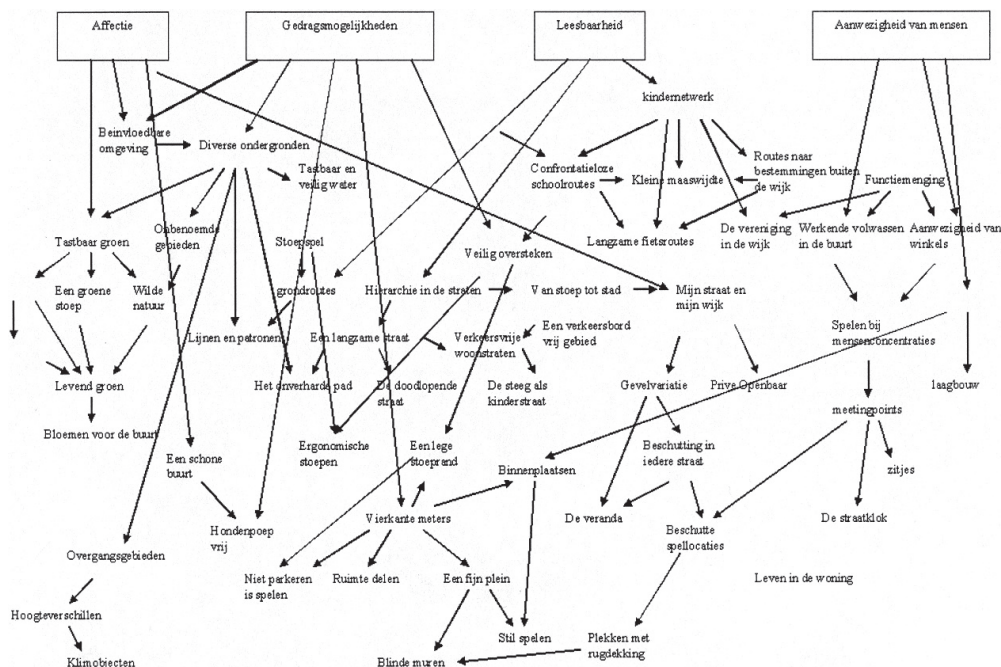 Affectie
Gedragsmogelijkheden
Leesbaarheid
Aanwezigheid van mensen
kindernetwerk
Beinvloedbare
omgeving
Diverse ondergronden
Tastbaar en
veilig water
Confrontatieloze
schoolroutes
Kleine maaswijdte
Routes naar
bestemmingen buiten
de wijk
Functiemenging
Tastbaar groen
Onbenoemde
gebieden
Stoepspel
Veilig oversteken
Langzame fietsroutes
De vereniging
in de wijk
Werkende volwassen
in de buurt
Aanwezigheid van
winkels
Een groene
stoep
Wilde
natuur
grondroutes
Hierarchie in de straten
Van stoep tot stad
Mijn straat en
mijn wijk
Lijnen en patronen
Een langzame straat
Verkeersvrije
woonstraten
Een verkeersbord
vrij gebied
Spelen bij
mensenconcentraties
Levend groen
Het onverharde pad
De doodlopende
straat
De steeg als
kinderstraat
Gevelvariatie
Prive Openbaar
laagbouw
meetingpoints
Bloemen voor de buurt
Een schone
buurt
Ergonomische
stoepen
Een lege
stoeprand
Binnenplaatsen
Beschutting in
iedere straat
zitjes
Hondenpoep
vrij
Vierkante meters
De veranda
Beschutte
spellocaties
De straatklok
Overgangsgebieden
Niet parkeren
is spelen
Ruimte delen
Een fijn plein
Leven in de woning
Hoogteverschillen
Stil spelen
Plekken met
rugdekking
Klimobjecten
Blinde muren